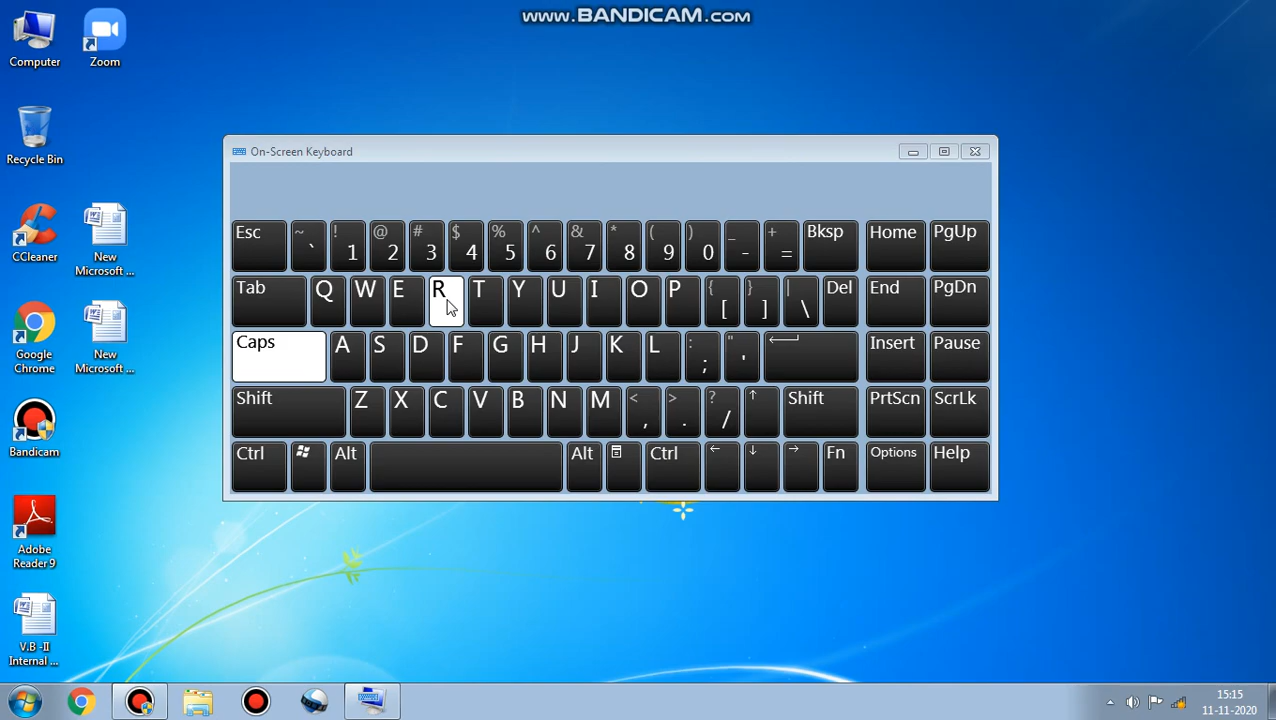 www.BANDICAM.com
Computer
Zoom
Recycle Bin
CCleaner
New
Microsoft ...
Google
Chrome
New
Microsoft ...
Bandicam
Adobe
Reader 9
V.B -II
Internal ...
On-Screen Keyboard
Esc ~ ` ! 1 @ 2 # 3 $ 4 % 5 ^ 6 & 7 * 8 ( 9 ) 0 _ - + = Bksp Home PgUp
Tab Q W E R T Y U I O P { [ } ] | \ Del End PgDn
Caps A S D F G H J K L : ; " ' Insert Pause
Shift Z X C V B N M < , > . ? / ↑ Shift PrtScn ScrLk
Ctrl Alt Alt Ctrl ← ↓ → Fn Options Help
15:15
11-11-2020